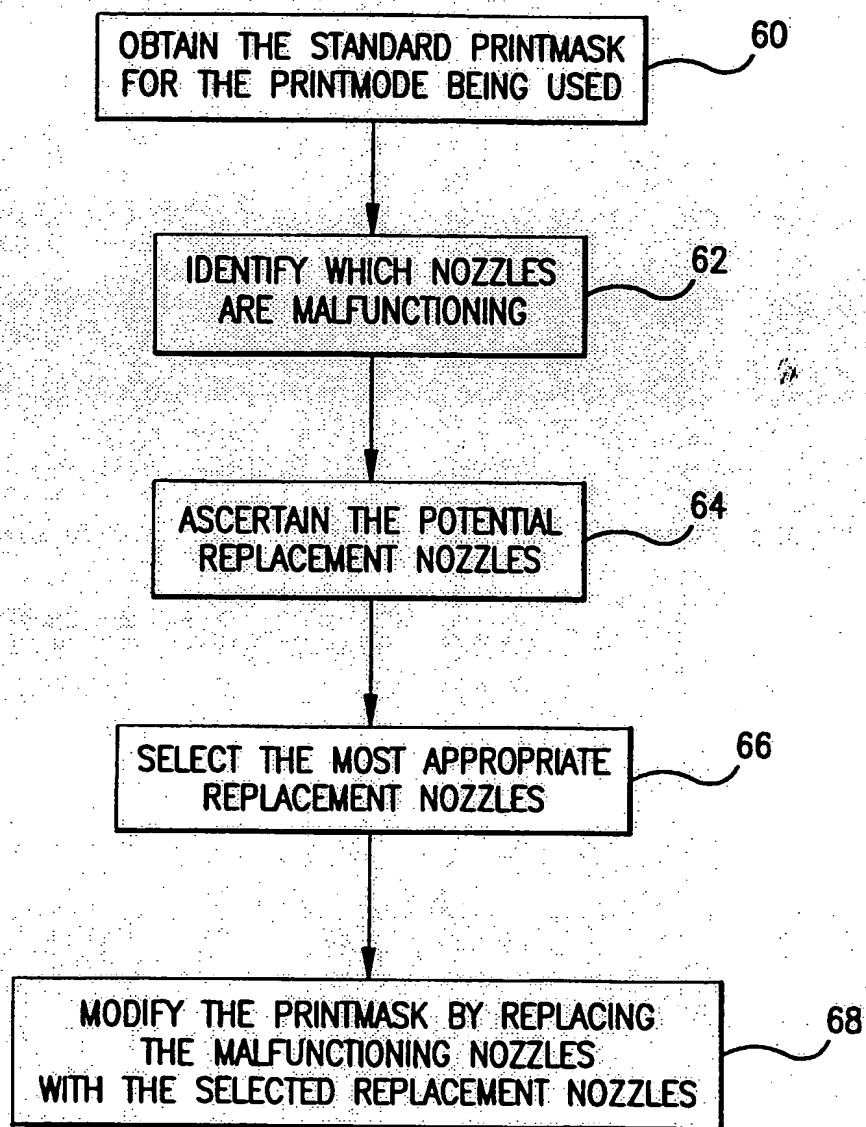 OBTAIN THE STANDARD PRINTMASK
FOR THE PRINTMODE BEING USED
60
IDENTIFY WHICH NOZZLES
ARE MALFUNCTIONING
62
ASCERTAIN THE POTENTIAL
REPLACEMENT NOZZLES
64
SELECT THE MOST APPROPRIATE
REPLACEMENT NOZZLES
66
MODIFY THE PRINTMASK BY REPLACING
THE MALFUNCTIONING NOZZLES
WITH THE SELECTED REPLACEMENT NOZZLES
68